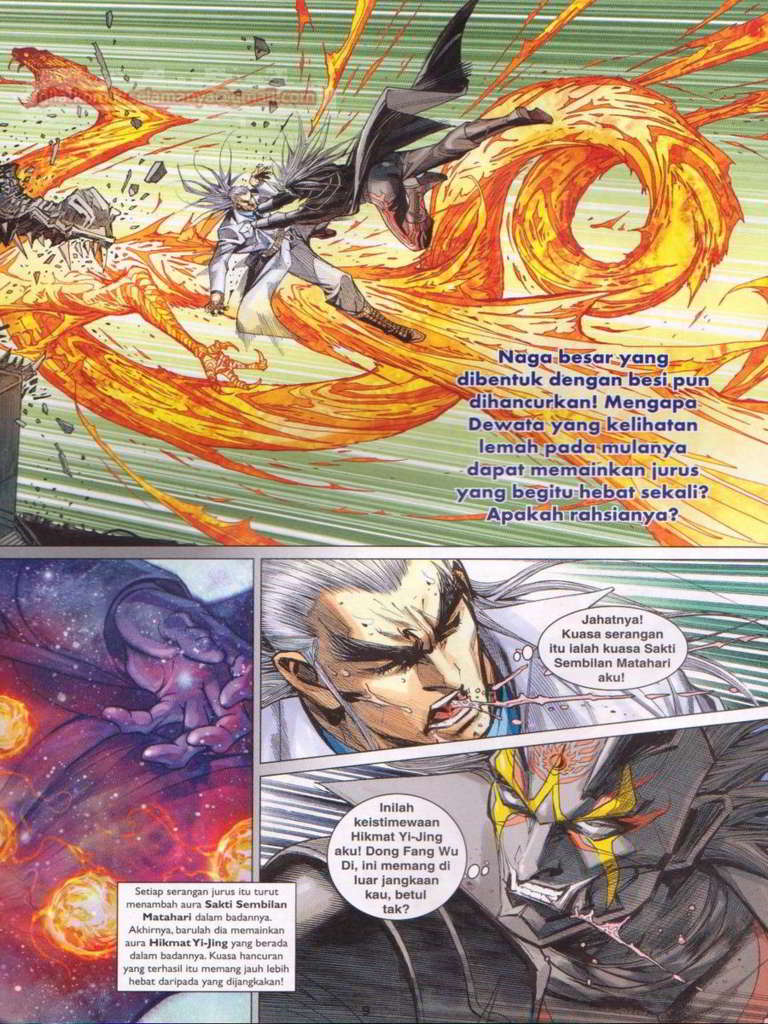 Naga besar yang
dibentuk dengan besi pun
dihancurkan! Mengapa
Dewata yang kelihatan
lemah pada mulanya
dapat memainkan jurus
yang begitu hebat sekali?
Apakah rahsianya?
Jahatnya!
Kuasa serangan
itu ialah kuasa Sakti
Sembilan Matahari
aku!
Setiap serangan jurus itu turut
menambah aura Sakti Sembilan
Matahari dalam badannya.
Akhirnya, barulah dia memainkan
aura Hikmat Yi-Jing yang berada
dalam badannya. Kuasa hancuran
yang terhasil itu memang jauh lebih
hebat daripada yang dijangkakan!
Inilah
keistimewaan
Hikmat Yi-Jing
aku! Dong Fang Wu
Di, ini memang di
luar jangkaan
kau, betul
tak?
9